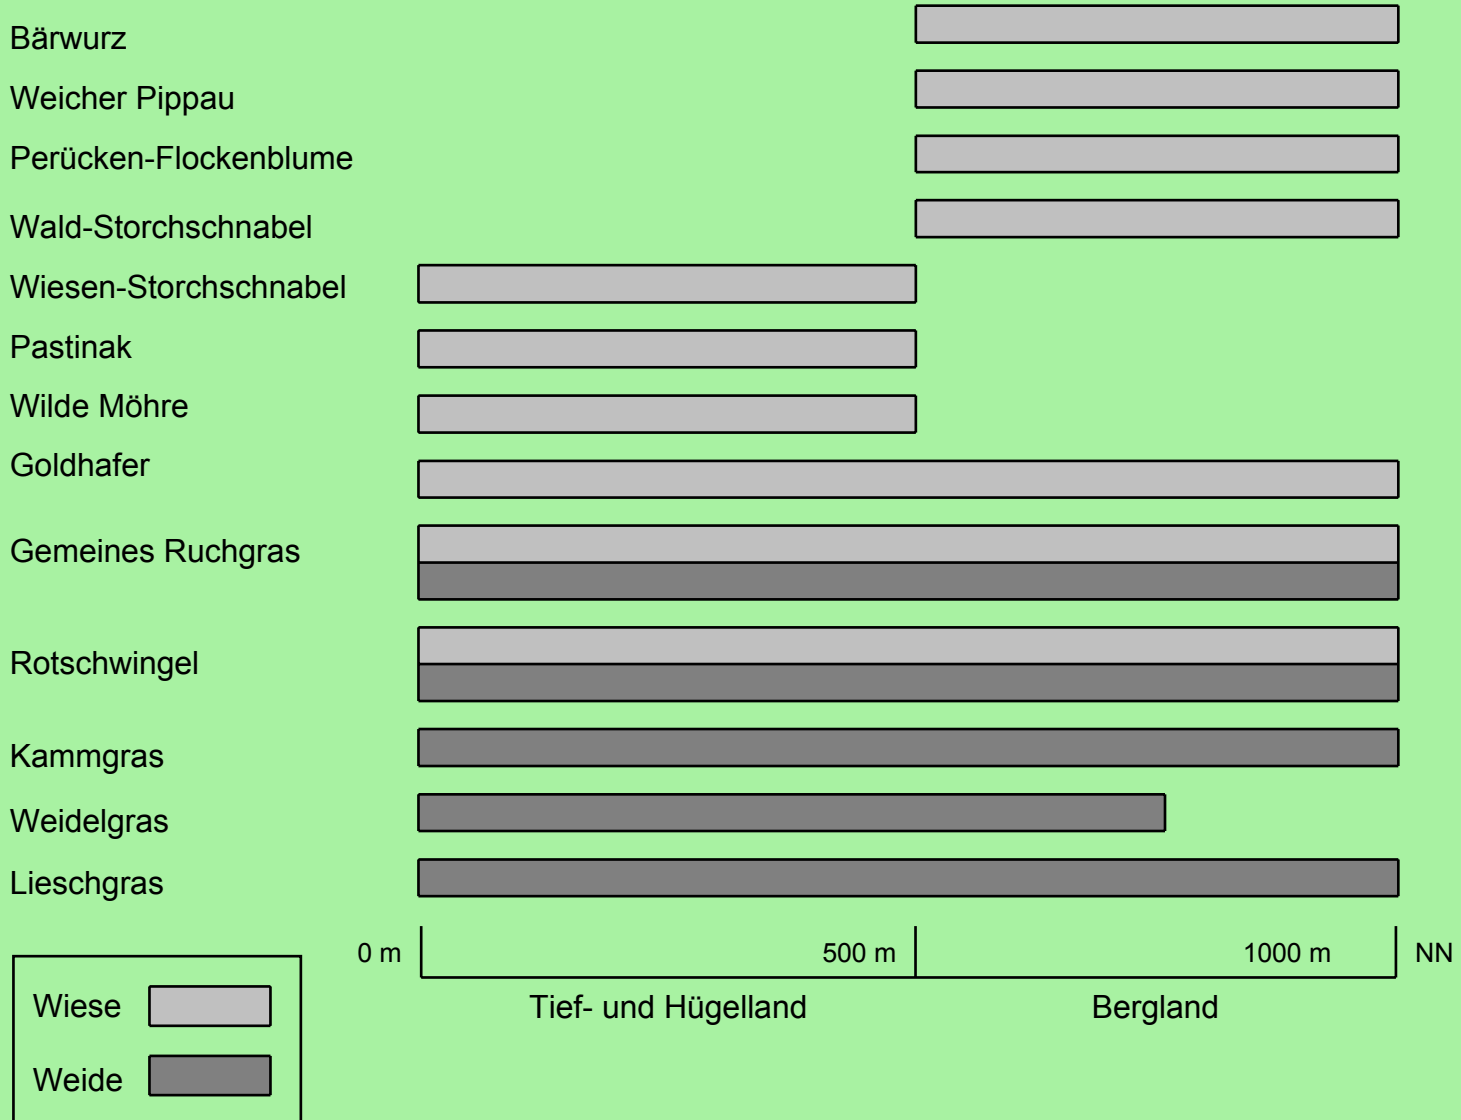 Bärwurz
Weicher Pippau
Perücken-Flockenblume
Wald-Storchschnabel
Wiesen-Storchschnabel
Pastinak
Wilde Möhre
Goldhafer
Gemeines Ruchgras
Rotschwingel
Kammgras
Weidelgras
Lieschgras
0 m 500 m 1000 m NN
Tief- und Hügelland Bergland
Wiese
Weide